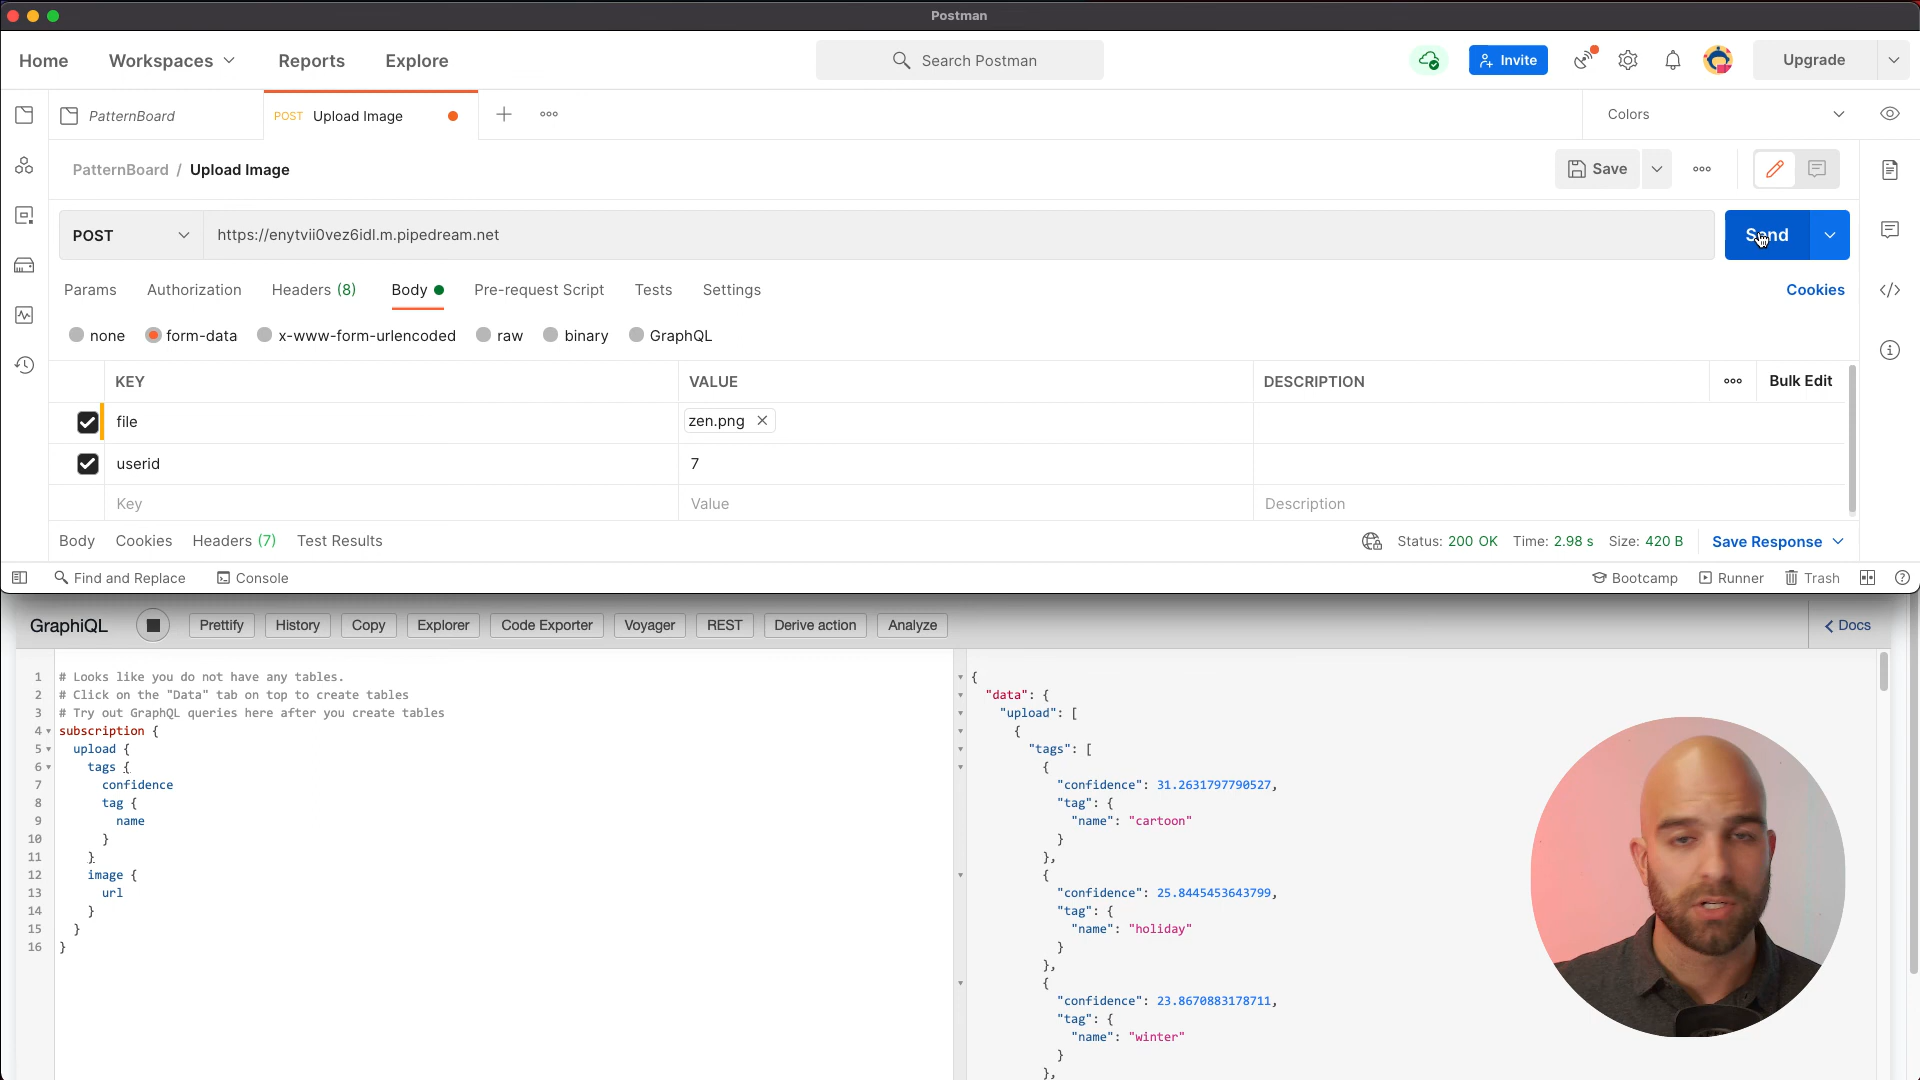 Postman
Home Workspaces Reports Explore Search Postman Invite Upgrade
PatternBoard POST Upload Image Colors
PatternBoard / Upload Image Save
POST https://enytvii0vez6idl.m.pipedream.net Send
Params Authorization Headers (8) Body Pre-request Script Tests Settings Cookies
none form-data x-www-form-urlencoded raw binary GraphQL
KEY VALUE DESCRIPTION Bulk Edit
file zen.png
userid 7
Key Value Description
Body Cookies Headers (7) Test Results Status: 200 OK Time: 2.98 s Size: 420 B Save Response
Find and Replace Console Bootcamp Runner Trash
GraphiQL Prettify History Copy Explorer Code Exporter Voyager REST Derive action Analyze Docs
1 # Looks like you do not have any tables.
2 # Click on the "Data" tab on top to create tables
3 # Try out GraphQL queries here after you create tables
4 subscription {
5 upload {
6 tags {
7 confidence
8 tag {
9 name
10 }
11 }
12 image {
13 url
14 }
15 }
16 }
{
"data": {
"upload": [
{
"tags": [
{
"confidence": 31.2631797790527,
"tag": {
"name": "cartoon"
}
},
{
"confidence": 25.8445453643799,
"tag": {
"name": "holiday"
}
},
{
"confidence": 23.8670883178711,
"tag": {
"name": "winter"
}
},